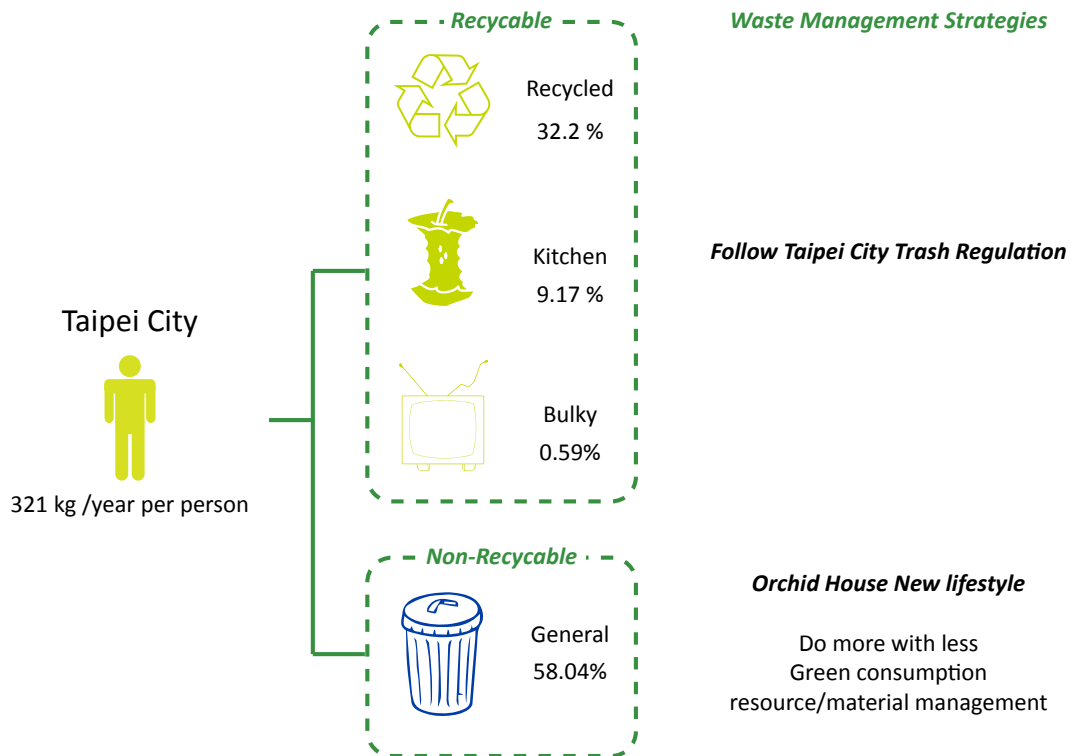 Recyable
Waste Management Strategies
Recycled
32.2 %
Kitchen
9.17 %
Follow Taipei City Trash Regulation
Taipei City
Bulky
0.59%
321 kg /year per person
Non-Recycable
Orchid House New lifestyle
General
58.04%
Do more with less
Green consumption
resource/material management